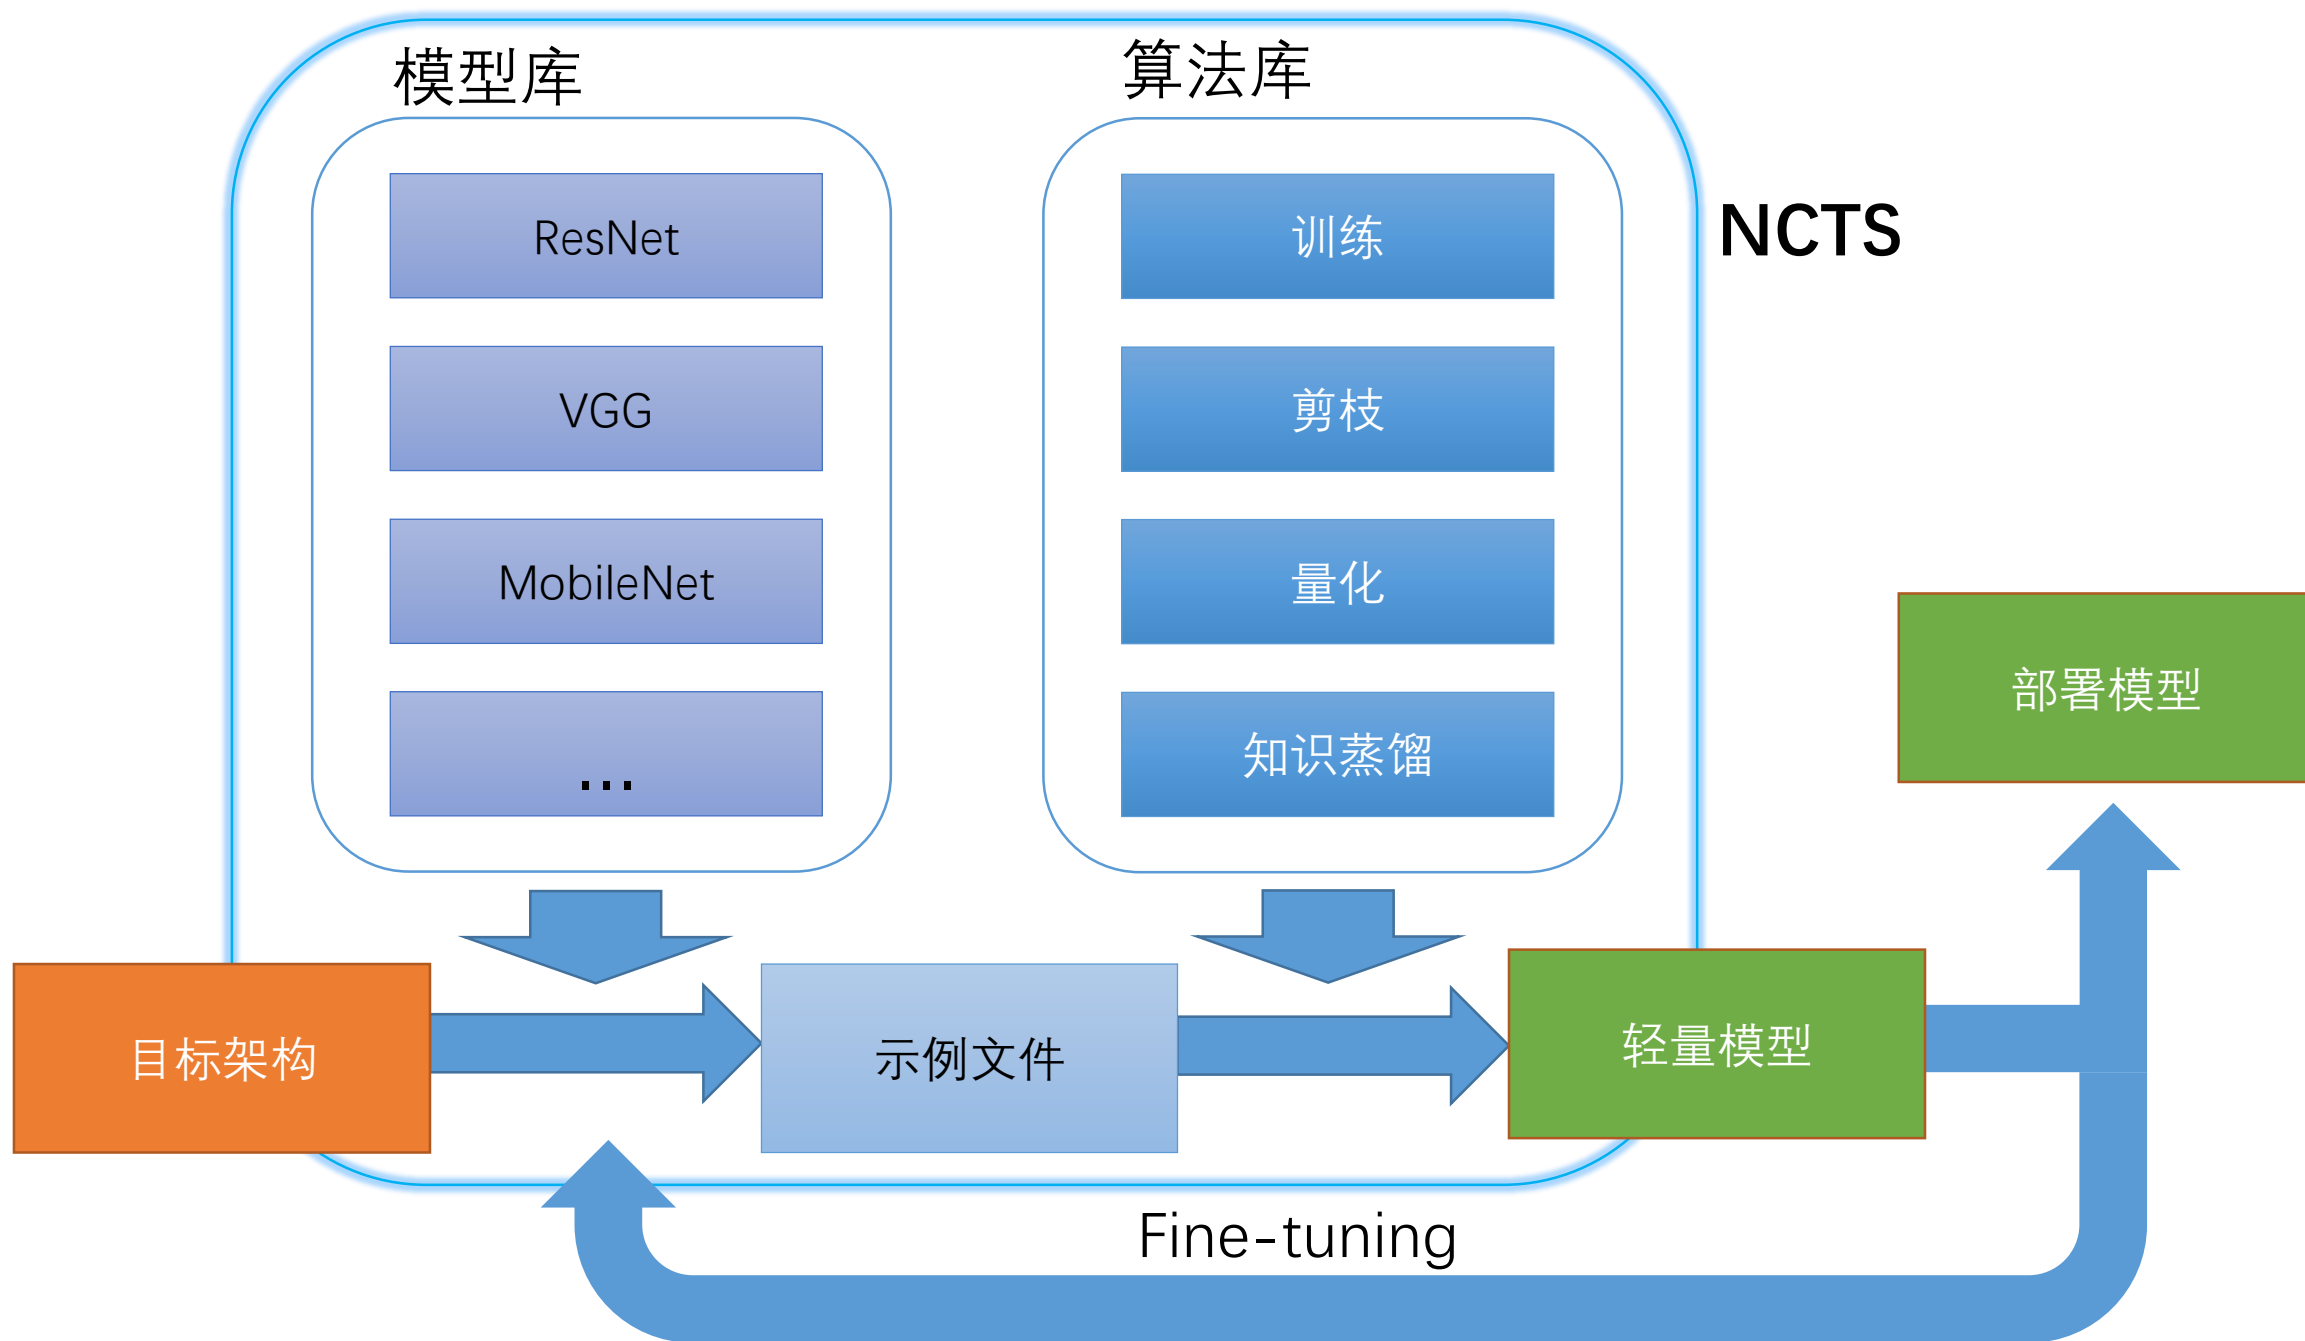 模型库
算法库
NCTS
ResNet
VGG
MobileNet
...
训练
剪枝
量化
知识蒸馏
部署模型
目标架构
示例文件
轻量模型
Fine-tuning